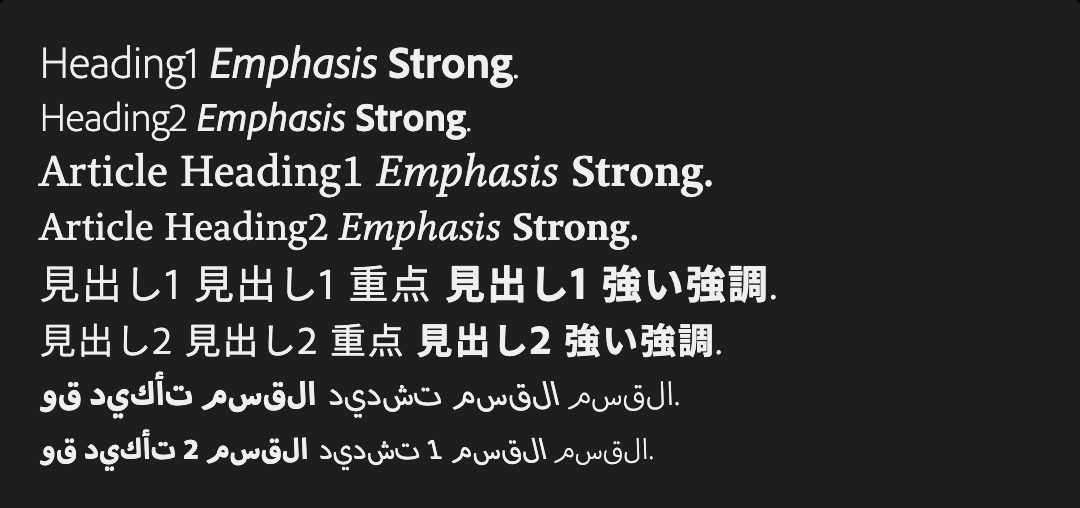 Heading1 Emphasis Strong.
Heading2 Emphasis Strong.
Article Heading1 Emphasis Strong.
Article Heading2 Emphasis Strong.
見出し1 見出し1 重点 見出し1 強い強調.
見出し2 見出し2 重点 見出し2 強い強調.
القسم القسم تشديد القسم تأكيد قو.
القسم القسم 1 تشديد القسم 2 تأكيد قو.